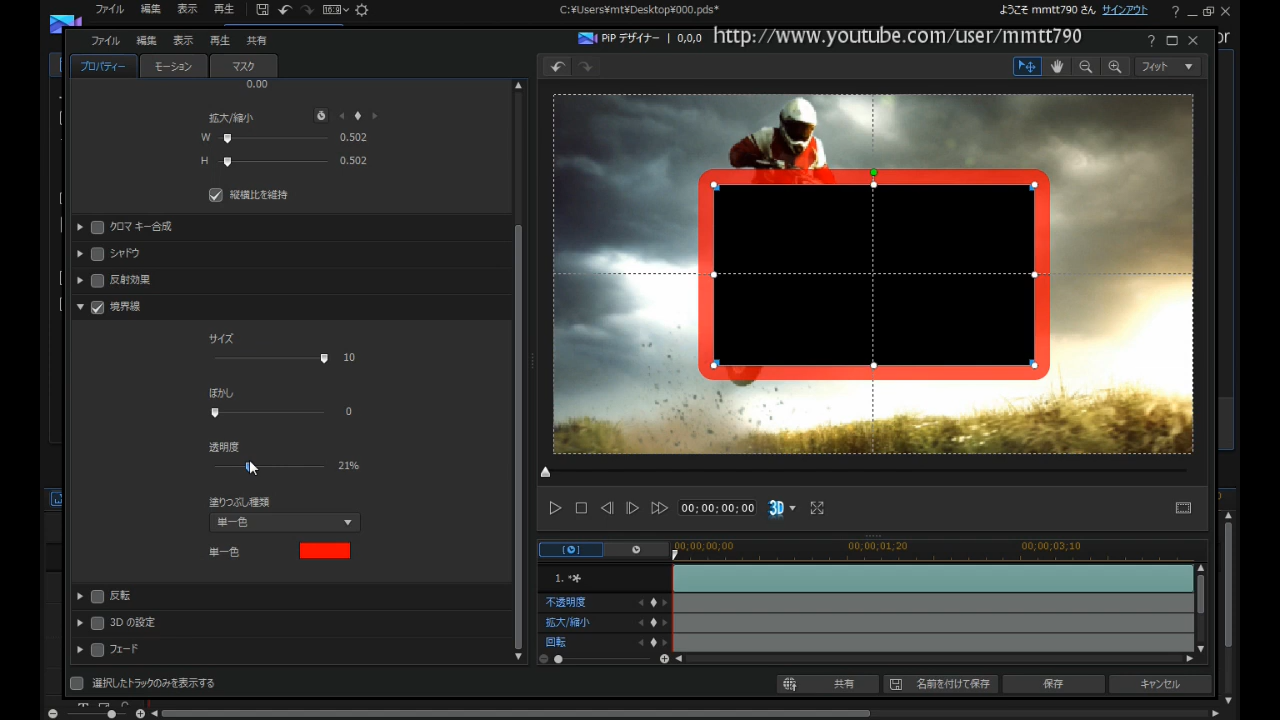 ファイル 編集 表示 再生 16:9 C:¥Users¥mt¥Desktop¥000.pds* ようこそ mmtt790 さん サインアウト ?
ファイル 編集 表示 再生 共有 PiP デザイナー | 0,0,0 http://www.youtube.com/user/mmtt790 ? or
プロパティー モーション マスク フィット
0.00
拡大/縮小
W 0.502
H 0.502
縦横比を維持
クロマ キー合成
シャドウ
反射効果
境界線
サイズ
10
ぼかし
0
透明度
21%
塗りつぶし種類
単一色
単一色
反転
3D の設定
フェード
00;00;00;00 3D
00;00;00;00 00;00;01;20 00;00;03;10
1. **
不透明度
拡大/縮小
回転
選択したトラックのみを表示する 共有 名前を付けて保存 保存 キャンセル